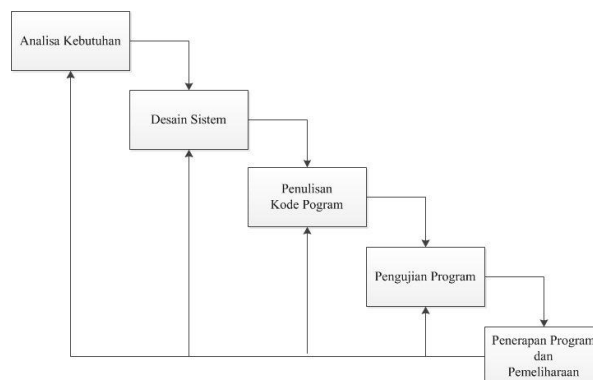 Analisa Kebutuhan
Desain Sistem
Penulisan
Kode Pogram
Pengujian Program
Penerapan Program
dan
Pemeliharaan